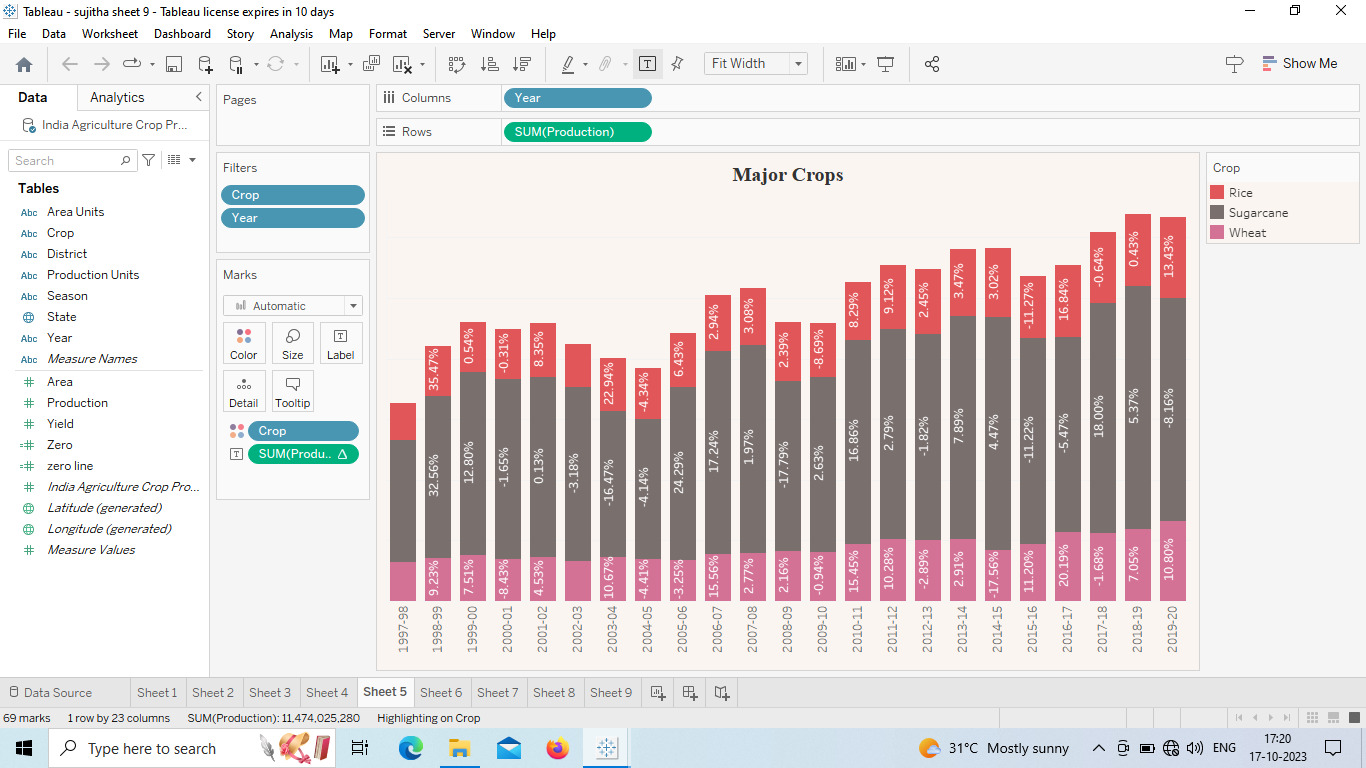 Tableau - sujitha sheet 9 - Tableau license expires in 10 days
File Data Worksheet Dashboard Story Analysis Map Format Server Window Help
Fit Width
Show Me
Data Analytics
India Agriculture Crop Pr...
Search
Tables
Abc Area Units
Abc Crop
Abc District
Abc Production Units
Abc Season
State
Abc Year
Abc Measure Names
Area
Production
Yield
Zero
zero line
India Agriculture Crop Pro...
Latitude (generated)
Longitude (generated)
Measure Values
Pages
Filters
Crop
Year
Marks
Automatic
Color Size Label
Detail Tooltip
Crop
SUM(Produ.. Δ
Columns Year
Rows SUM(Production)
Major Crops
35.47% 0.54% -0.31% 8.35% 22.94% -4.34% 6.43% 2.94% 3.08% 2.39% -8.69% 8.29% 9.12% 2.45% 3.47% 3.02% -11.27% 16.84% -0.64% 0.43% 13.43%
32.56% 12.80% -1.65% 0.13% -3.18% -16.47% -4.14% 24.29% 17.24% 1.97% -17.79% 2.63% 16.86% 2.79% -1.82% 7.89% 4.47% -11.22% -5.47% 18.00% 5.37% -8.16%
9.23% 7.51% -8.43% 4.53% 10.67% -4.41% -3.25% 15.56% 2.77% 2.16% -0.94% 15.45% 10.28% -2.89% 2.91% -17.56% 11.20% 20.19% -1.68% 7.05% 10.80%
1997-98 1998-99 1999-00 2000-01 2001-02 2002-03 2003-04 2004-05 2005-06 2006-07 2007-08 2008-09 2009-10 2010-11 2011-12 2012-13 2013-14 2014-15 2015-16 2016-17 2017-18 2018-19 2019-20
Crop
Rice
Sugarcane
Wheat
Data Source Sheet 1 Sheet 2 Sheet 3 Sheet 4 Sheet 5 Sheet 6 Sheet 7 Sheet 8 Sheet 9
69 marks 1 row by 23 columns SUM(Production): 11,474,025,280 Highlighting on Crop
Type here to search
31°C Mostly sunny
ENG
17:20
17-10-2023